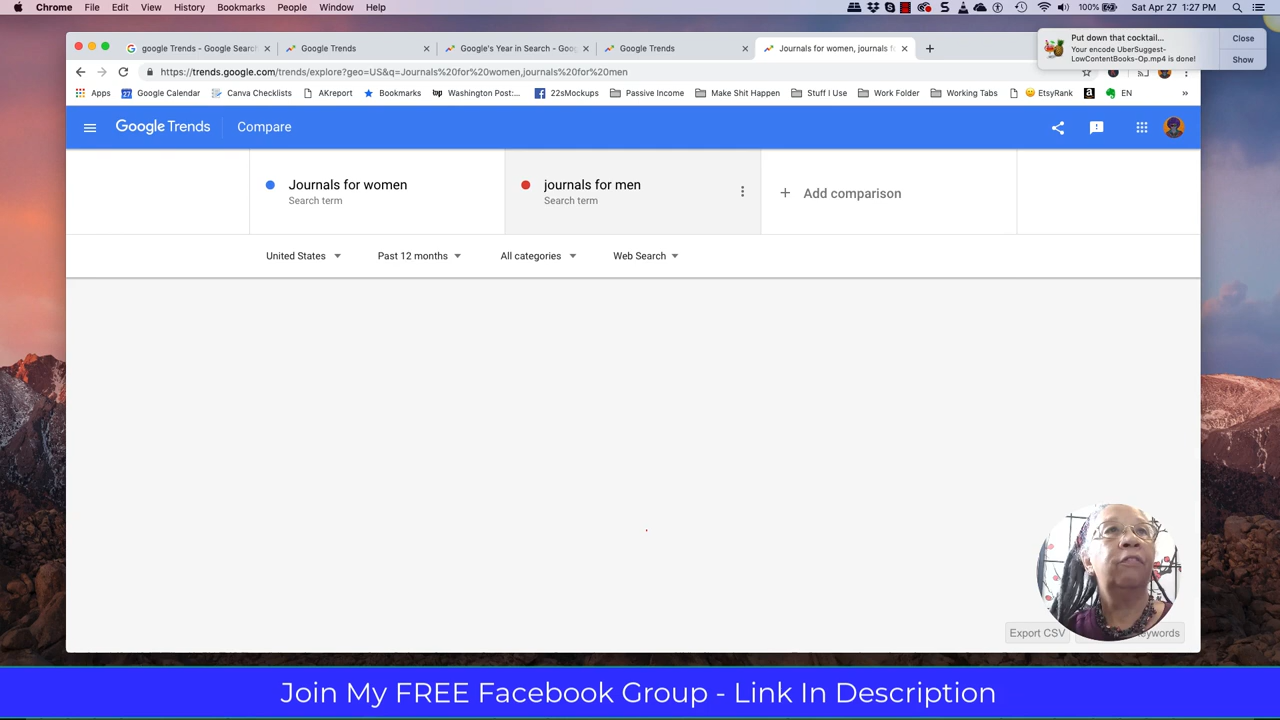 Chrome File Edit View History Bookmarks People Window Help 100% Sat Apr 27 1:27 PM
google Trends - Google Searc Google Trends Google's Year in Search - Goog Google Trends Journals for women, journals f
Put down that cocktail...
Your encode UberSuggest-
LowContentBooks-Op.mp4 is done!
Close
Show
https://trends.google.com/trends/explore?geo=US&q=Journals%20for%20women,journals%20for%20men
Apps 27 Google Calendar Canva Checklists AKreport Bookmarks wp Washington Post:... 22sMockups Passive Income Make Shit Happen Stuff I Use Work Folder Working Tabs EtsyRank a EN »
Google Trends Compare
Journals for women
Search term
journals for men
Search term
+ Add comparison
United States Past 12 months All categories Web Search
Export CSV eywords
Join My FREE Facebook Group - Link In Description